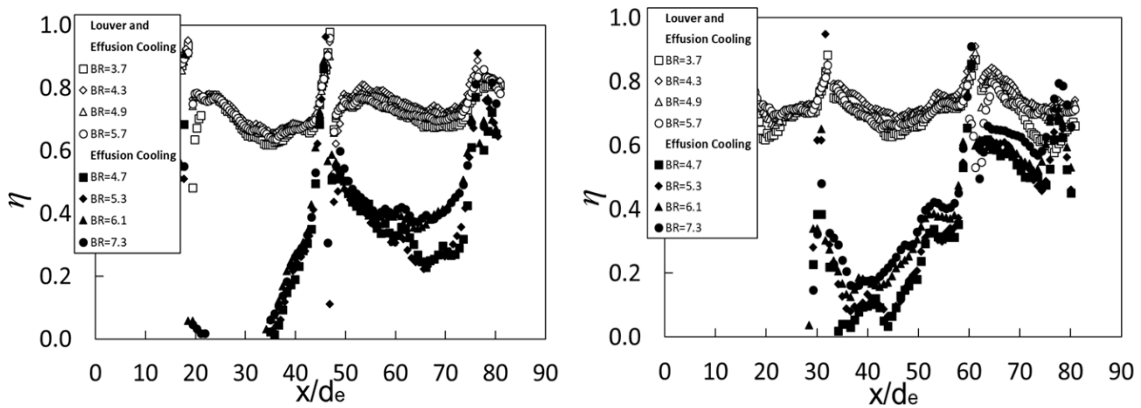 1.0
0.8
0.6
0.4
0.2
0.0
η
Louver and
Effusion Cooling
BR=3.7
BR=4.3
BR=4.9
BR=5.7
Effusion Cooling
BR=4.7
BR=5.3
BR=6.1
BR=7.3
0 10 20 30 40 50 60 70 80 90
x/de
1.0
0.8
0.6
0.4
0.2
0.0
η
Louver and
Effusion Cooling
BR=3.7
BR=4.3
BR=4.9
BR=5.7
Effusion Cooling
BR=4.7
BR=5.3
BR=6.1
BR=7.3
0 10 20 30 40 50 60 70 80 90
x/de